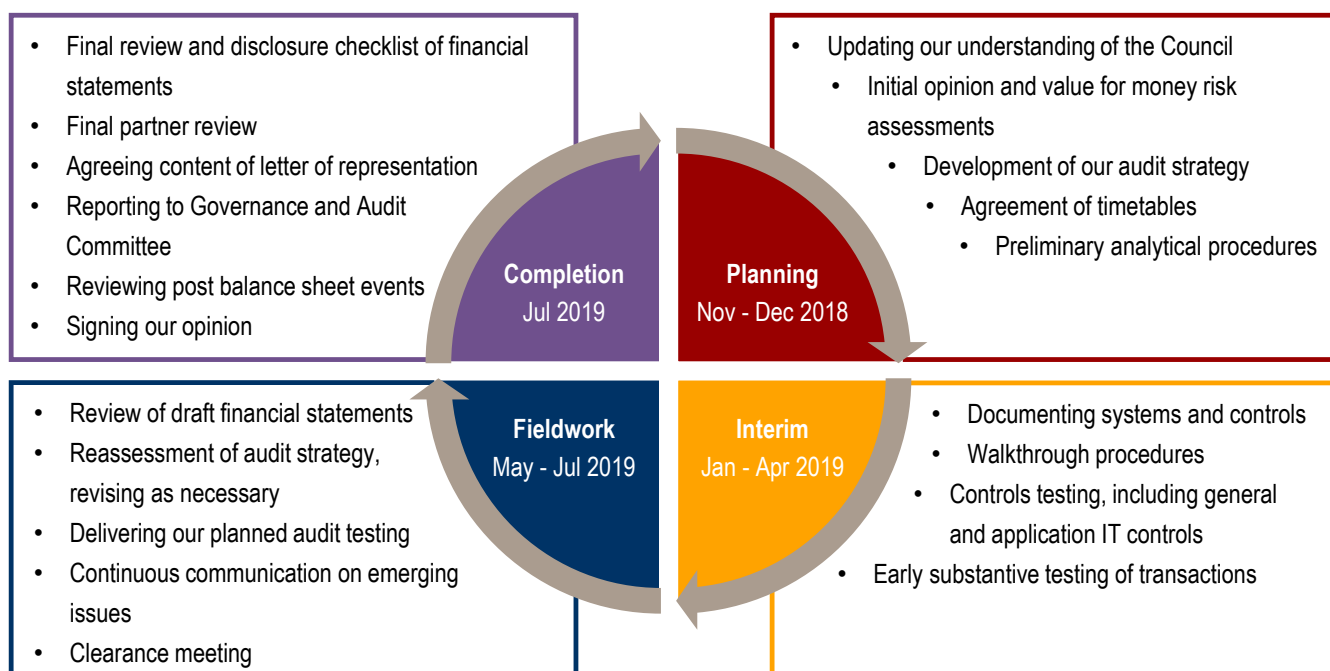 • Final review and disclosure checklist of financial
statements
• Final partner review
• Agreeing content of letter of representation
• Reporting to Governance and Audit
Committee
• Reviewing post balance sheet events
• Signing our opinion
• Updating our understanding of the Council
• Initial opinion and value for money risk
assessments
• Development of our audit strategy
• Agreement of timetables
• Preliminary analytical procedures
Completion
Jul 2019
Planning
Nov - Dec 2018
• Review of draft financial statements
• Reassessment of audit strategy,
revising as necessary
• Delivering our planned audit testing
• Continuous communication on emerging
issues
• Clearance meeting
Fieldwork
May - Jul 2019
Interim
Jan - Apr 2019
• Documenting systems and controls
• Walkthrough procedures
• Controls testing, including general
and application IT controls
• Early substantive testing of transactions